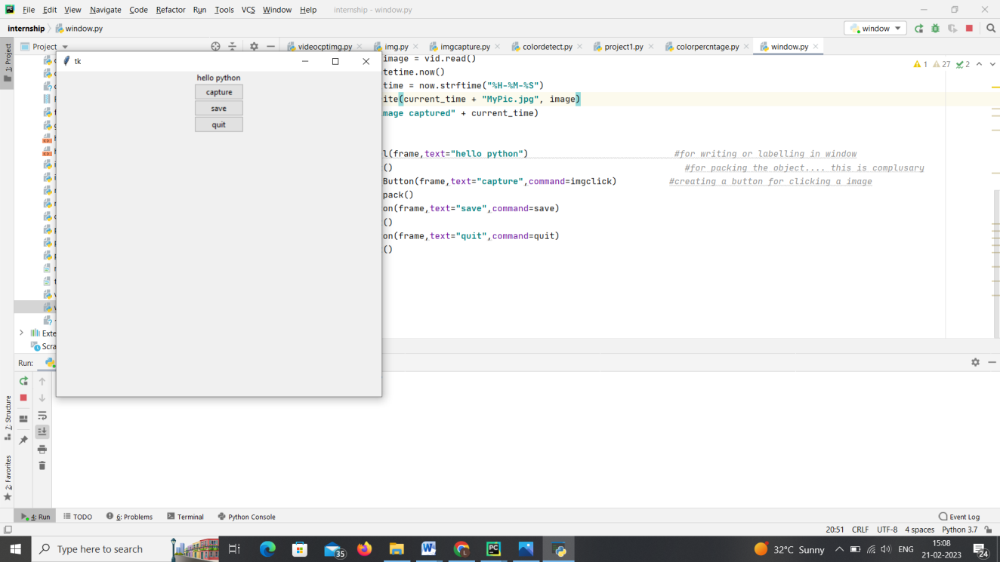 File Edit View Navigate Code Refactor Run Tools VCS Window Help internship - window.py
internship window.py window
1: Project
Project videocptimg.py img.py imgcapture.py colordetect.py project1.py colorpercntage.py window.py
tk
hello python
capture
save
quit
image = vid.read()
tetime.now()
time = now.strftime("%H-%M-%S")
ite(current_time + "MyPic.jpg", image)
mage captured" + current_time)
1 27 2
l(frame,text="hello python") #for writing or labelling in window
() #for packing the object.... this is complusary
Button(frame,text="capture",command=imgclick) #creating a button for clicking a image
pack()
on(frame,text="save",command=save)
()
on(frame,text="quit",command=quit)
()
Exte
Scra
Run:
Z: Structure
2: Favorites
4: Run TODO 6: Problems Terminal Python Console Event Log
20:51 CRLF UTF-8 4 spaces Python 3.7
Type here to search 35 32°C Sunny ENG 15:08
21-02-2023 24